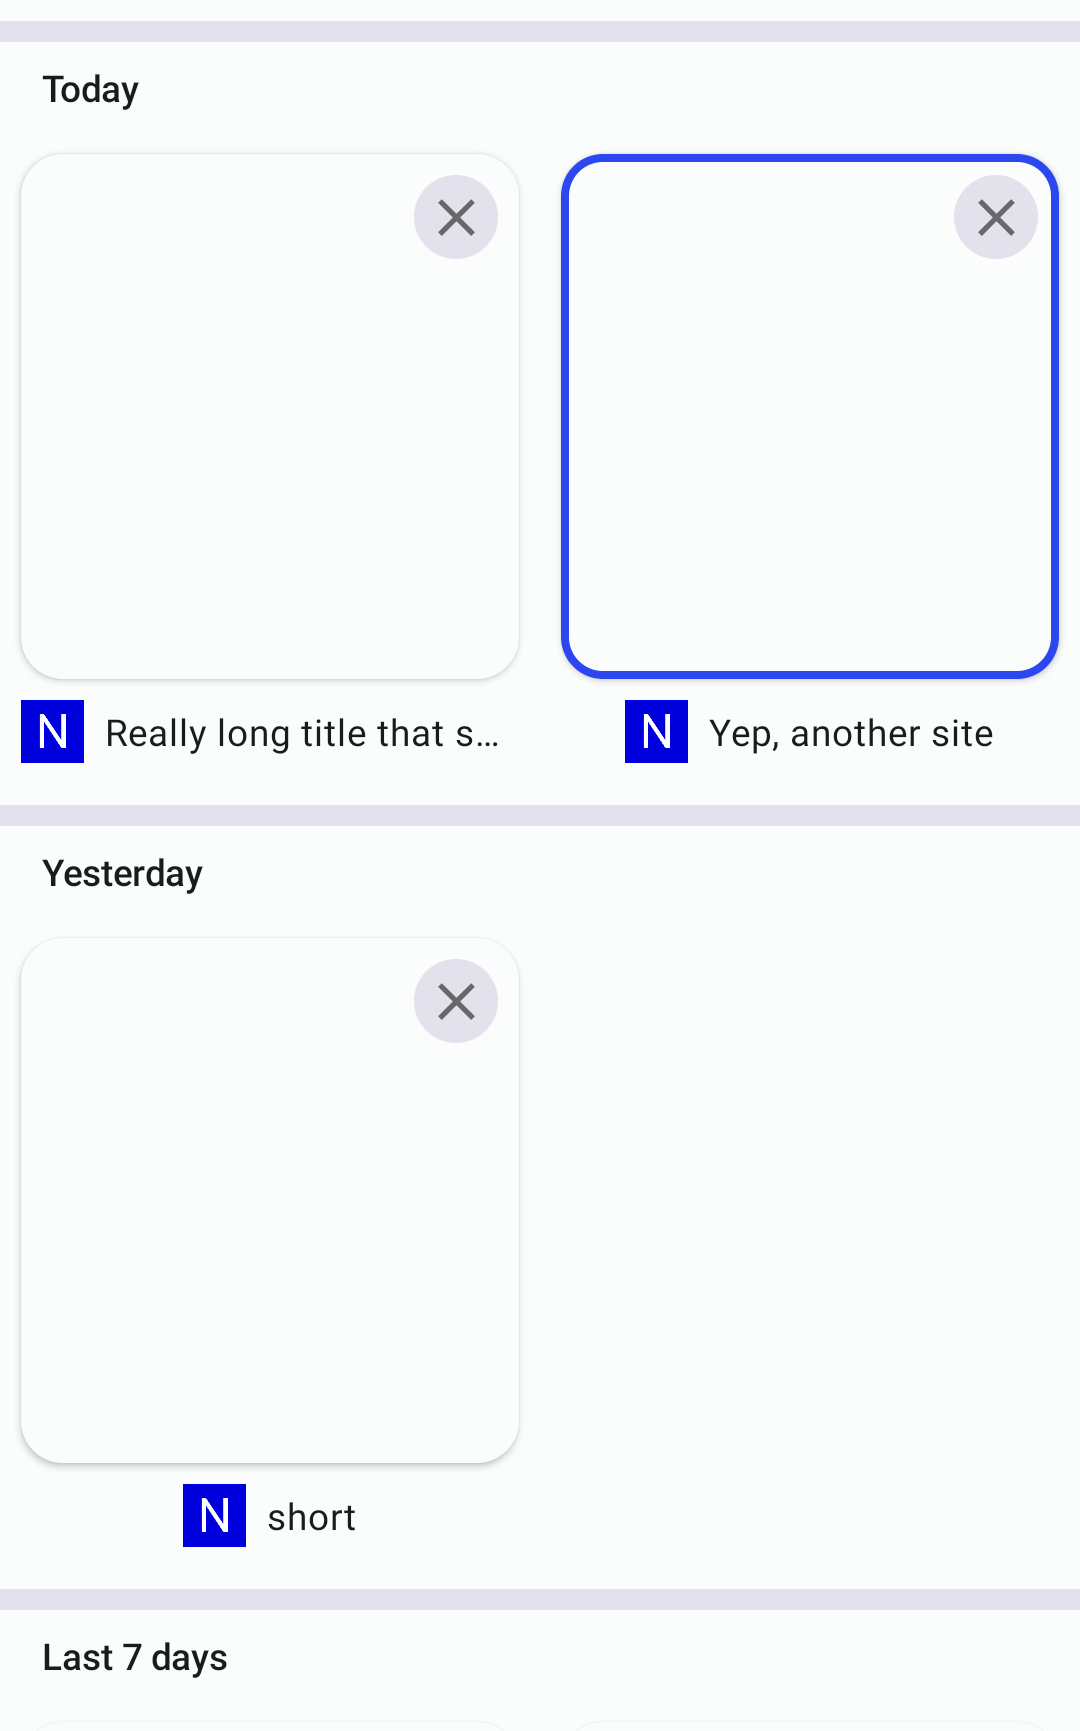 Today
N Really long title that s...
N Yep, another site
Yesterday
N short
Last 7 days